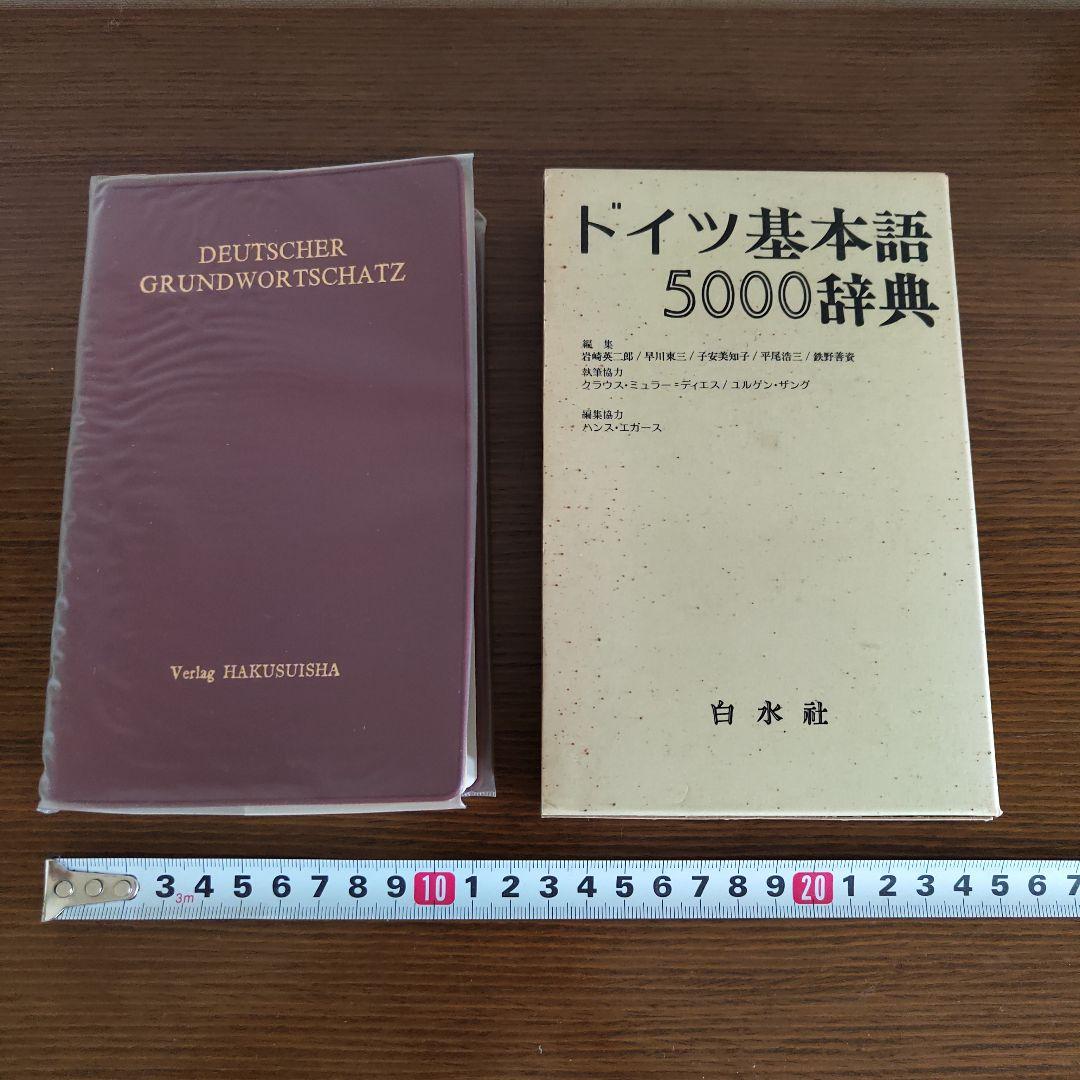 DEUTSCHER
GRUNDWORTSCHATZ
Verlag HAKUSUISHA
ドイツ基本語
5000辞典
編集
岩崎英二郎/早川東三/子安美知子/平尾浩三/鉄野善資
執筆協力
クラウス・ミュラー=ディエス/ユルゲン・ザング
編集協力
ハンス・エガース
白水社
3 4 5 6 7 8 9 10 1 2 3 4 5 6 7 8 9 20 1 2 3 4 5 6 7
3m